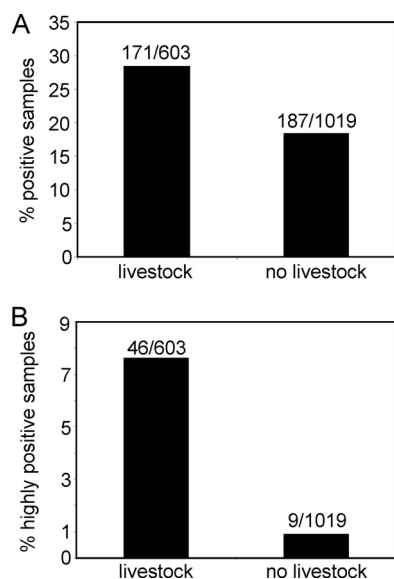 A
% positive samples
35
30
25
20
15
10
5
0
171/603
187/1019
livestock
no livestock
B
% highly positive samples
9
7
5
3
1
0
46/603
9/1019
livestock
no livestock